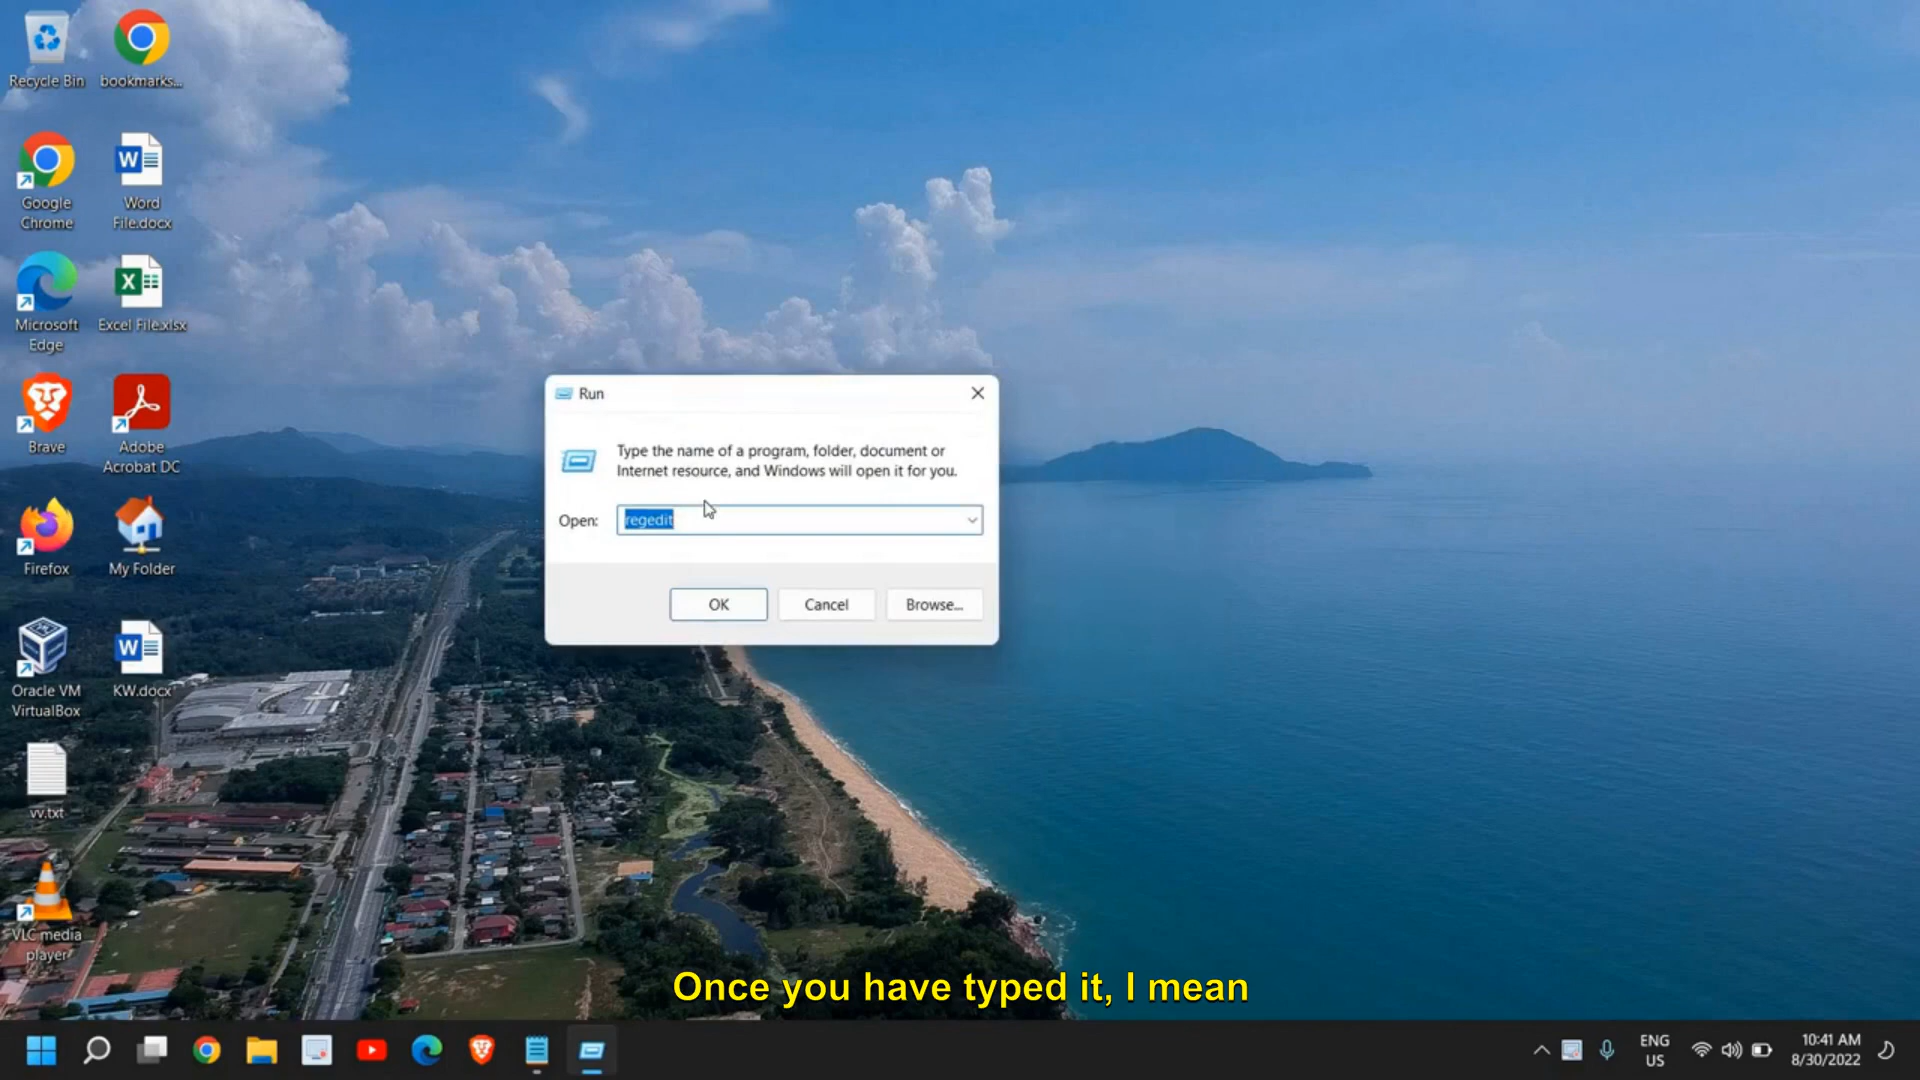 Recycle Bin
bookmarks...
Google
Chrome
Word
File.docx
Microsoft
Edge
Excel File.xlsx
Brave
Adobe
Acrobat DC
Firefox
My Folder
Oracle VM
VirtualBox
KW.docx
vv.txt
VLC media
player
Run
Type the name of a program, folder, document or
Internet resource, and Windows will open it for you.
Open:
regedit
OK
Cancel
Browse...
Once you have typed it, I mean
ENG
US
10:41 AM
8/30/2022